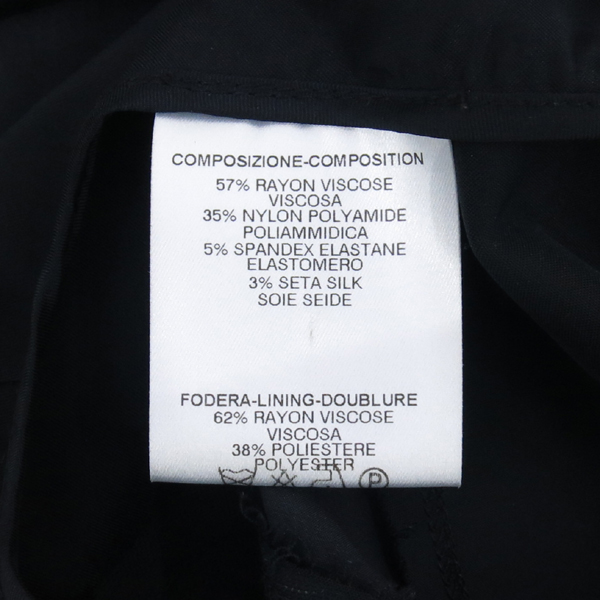 COMPOSIZIONE-COMPOSITION
57% RAYON VISCOSE
VISCOSA
35% NYLON POLYAMIDE
POLIAMMIDICA
5% SPANDEX ELASTANE
ELASTOMERO
3% SETA SILK
SOIE SEIDE
FODERA-LINING-DOUBLURE
62% RAYON VISCOSE
VISCOSA
38% POLIESTERE
POLYESTER
P